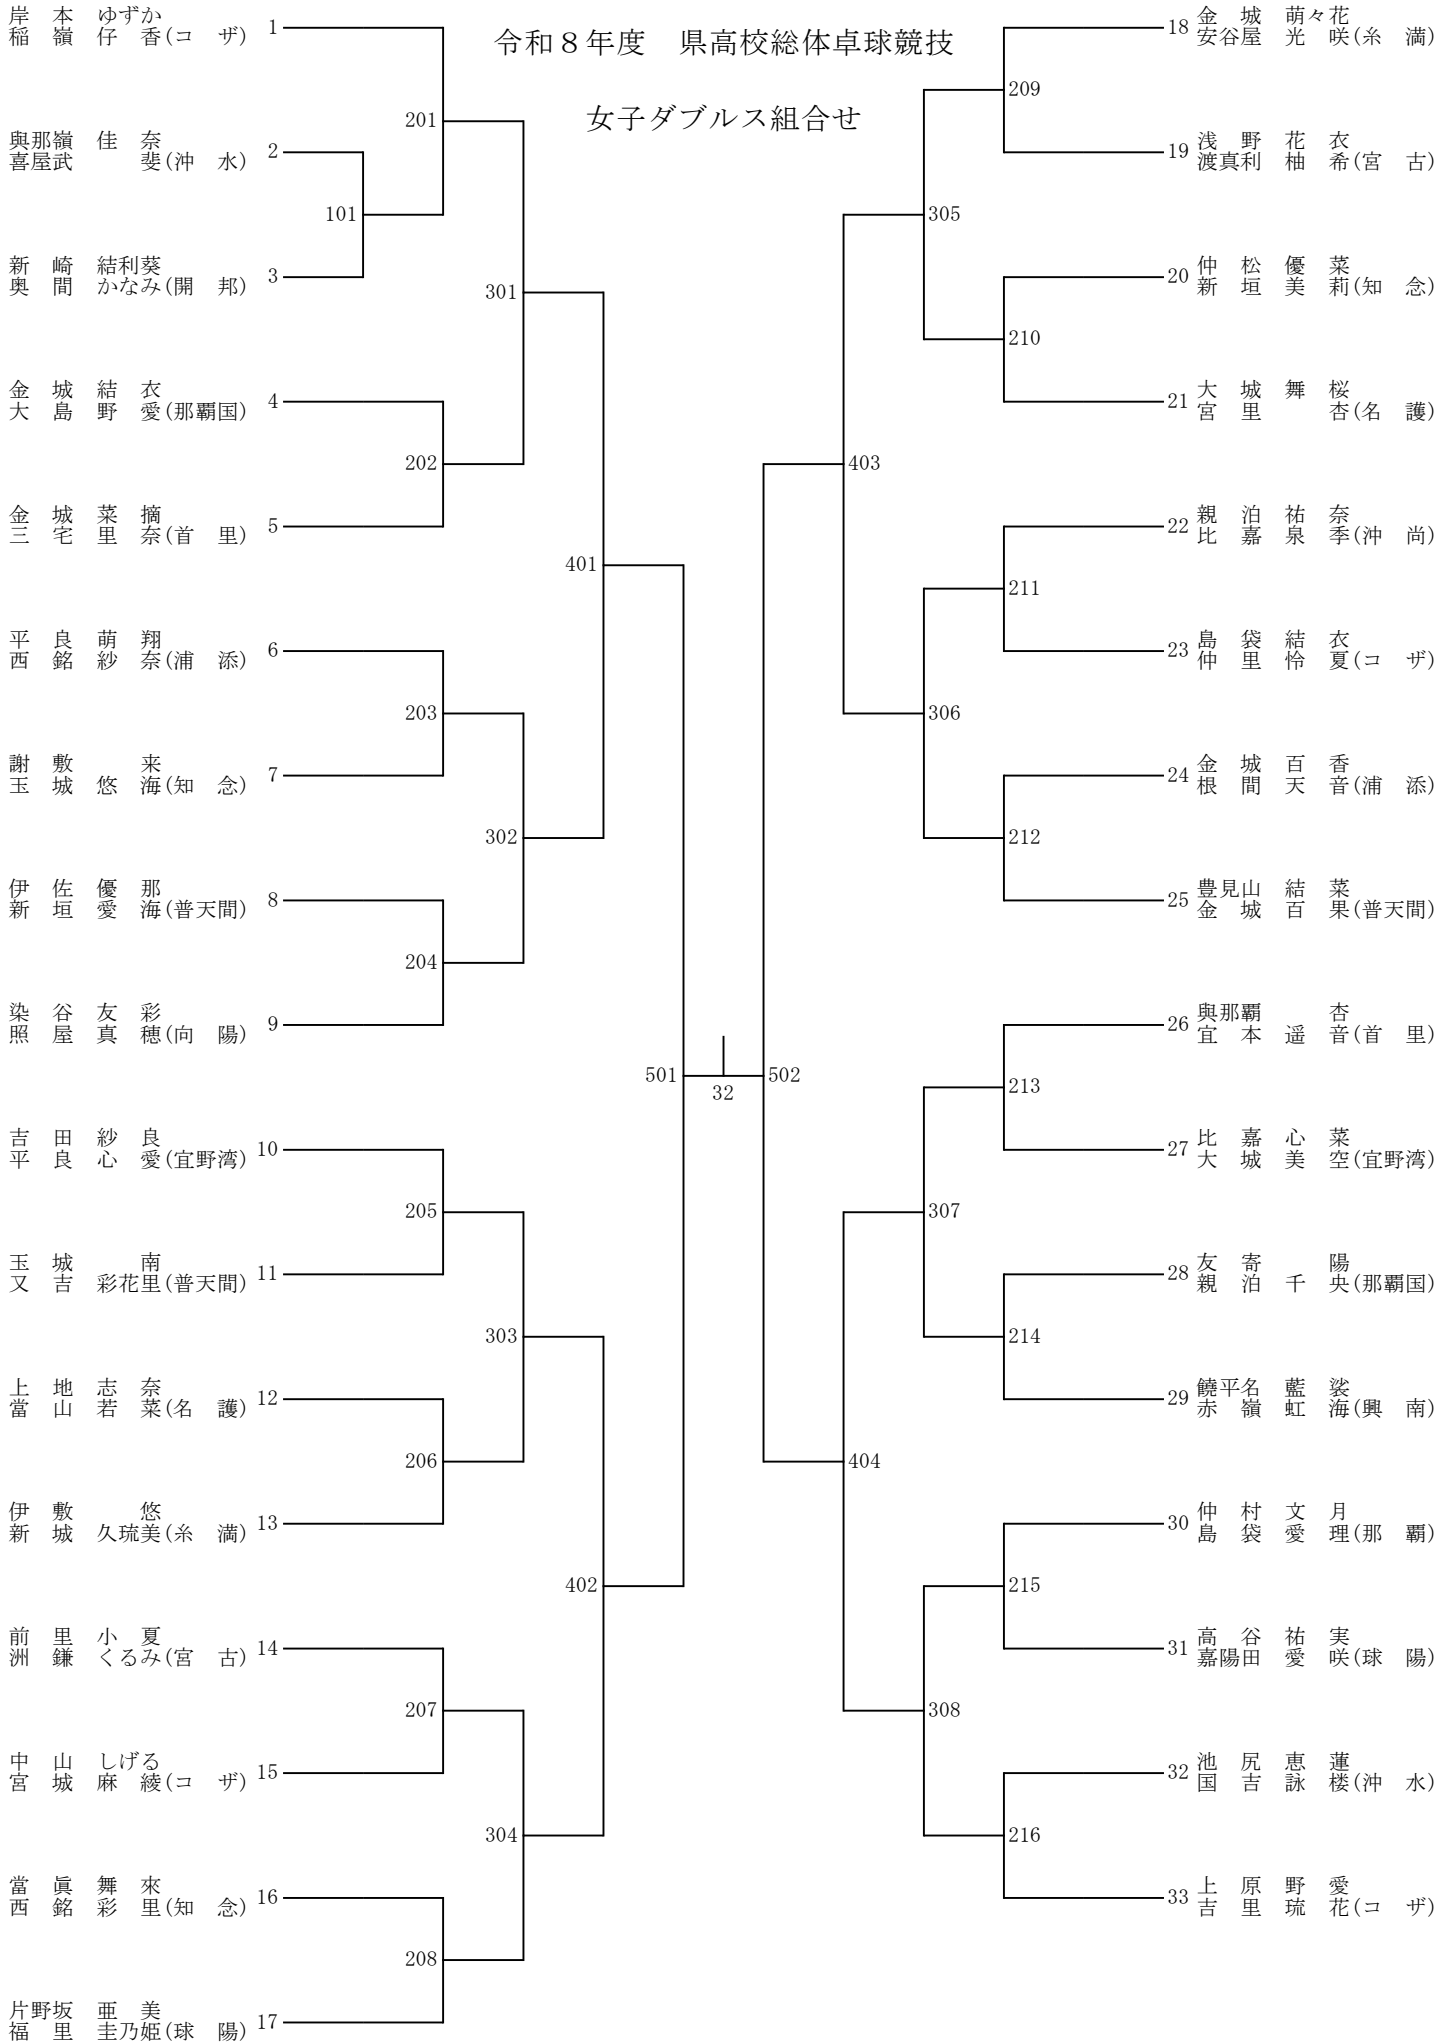 令和８年度　県高校総体卓球競技
女子ダブルス組合せ
岸　本　ゆずか
稲　嶺　仔　香(コ　ザ) 1
與那嶺　佳　奈
喜屋武　　　斐(沖　水) 2
新　崎　結利葵
奥　間　かなみ(開　邦) 3
金　城　結　衣
大　島　野　愛(那覇国) 4
金　城　菜　摘
三　宅　里　奈(首　里) 5
平　良　萌　翔
西　銘　紗　奈(浦　添) 6
謝　敷　　　来
玉　城　悠　海(知　念) 7
伊　佐　優　那
新　垣　愛　海(普天間) 8
染　谷　友　彩
照　屋　真　穂(向　陽) 9
吉　田　紗　良
平　良　心　愛(宜野湾) 10
玉　城　　　南
又　吉　彩花里(普天間) 11
上　地　志　奈
當　山　若　菜(名　護) 12
伊　敷　　　悠
新　城　久琉美(糸　満) 13
前　里　小　夏
洲　鎌　くるみ(宮　古) 14
中　山　しげる
宮　城　麻　綾(コ　ザ) 15
當　眞　舞　來
西　銘　彩　里(知　念) 16
片野坂　亜　美
福　里　圭乃姫(球　陽) 17
101
201
202
203
204
205
206
207
208
301
302
303
304
401
402
501
32
502
403
404
305
306
307
308
209
210
211
212
213
214
215
216
18 金　城　萌々花
安谷屋　光　咲(糸　満)
19 浅　野　花　衣
渡真利　柚　希(宮　古)
20 仲　松　優　菜
新　垣　美　莉(知　念)
21 大　城　舞　桜
宮　里　　　杏(名　護)
22 親　泊　祐　奈
比　嘉　泉　季(沖　尚)
23 島　袋　結　衣
仲　里　怜　夏(コ　ザ)
24 金　城　百　香
根　間　天　音(浦　添)
25 豊見山　結　菜
金　城　百　果(普天間)
26 與那覇　　　杏
宜　本　遥　音(首　里)
27 比　嘉　心　菜
大　城　美　空(宜野湾)
28 友　寄　　　陽
親　泊　千　央(那覇国)
29 饒平名　藍　裟
赤　嶺　虹　海(興　南)
30 仲　村　文　月
島　袋　愛　理(那　覇)
31 高　谷　祐　実
嘉陽田　愛　咲(球　陽)
32 池　尻　恵　蓮
国　吉　詠　楼(沖　水)
33 上　原　野　愛
吉　里　琉　花(コ　ザ)